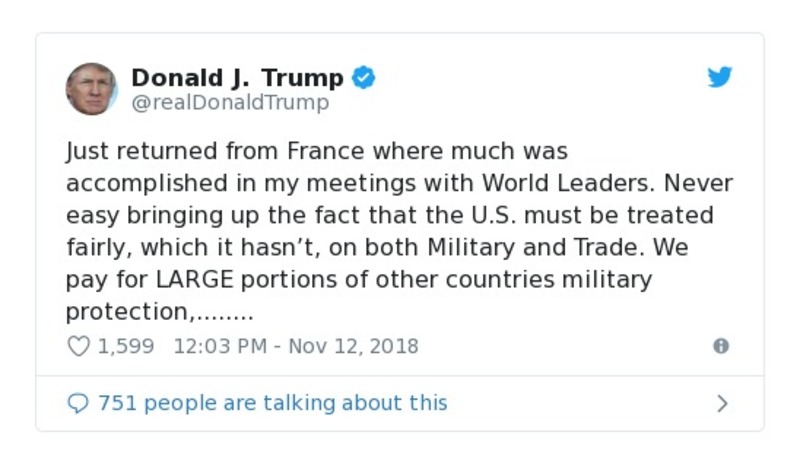 Donald J. Trump
@realDonaldTrump
Just returned from France where much was
accomplished in my meetings with World Leaders. Never
easy bringing up the fact that the U.S. must be treated
fairly, which it hasn’t, on both Military and Trade. We
pay for LARGE portions of other countries military
protection,........
1,599 12:03 PM - Nov 12, 2018
751 people are talking about this